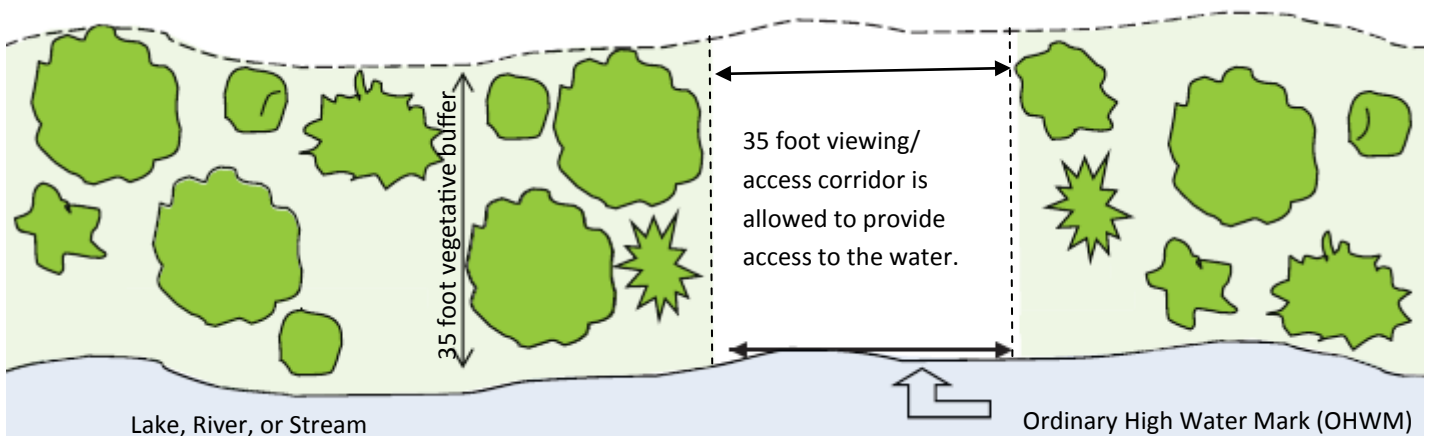 35 foot vegetative buffer
35 foot viewing/
access corridor is
allowed to provide
access to the water.
Lake, River, or Stream
Ordinary High Water Mark (OHWM)